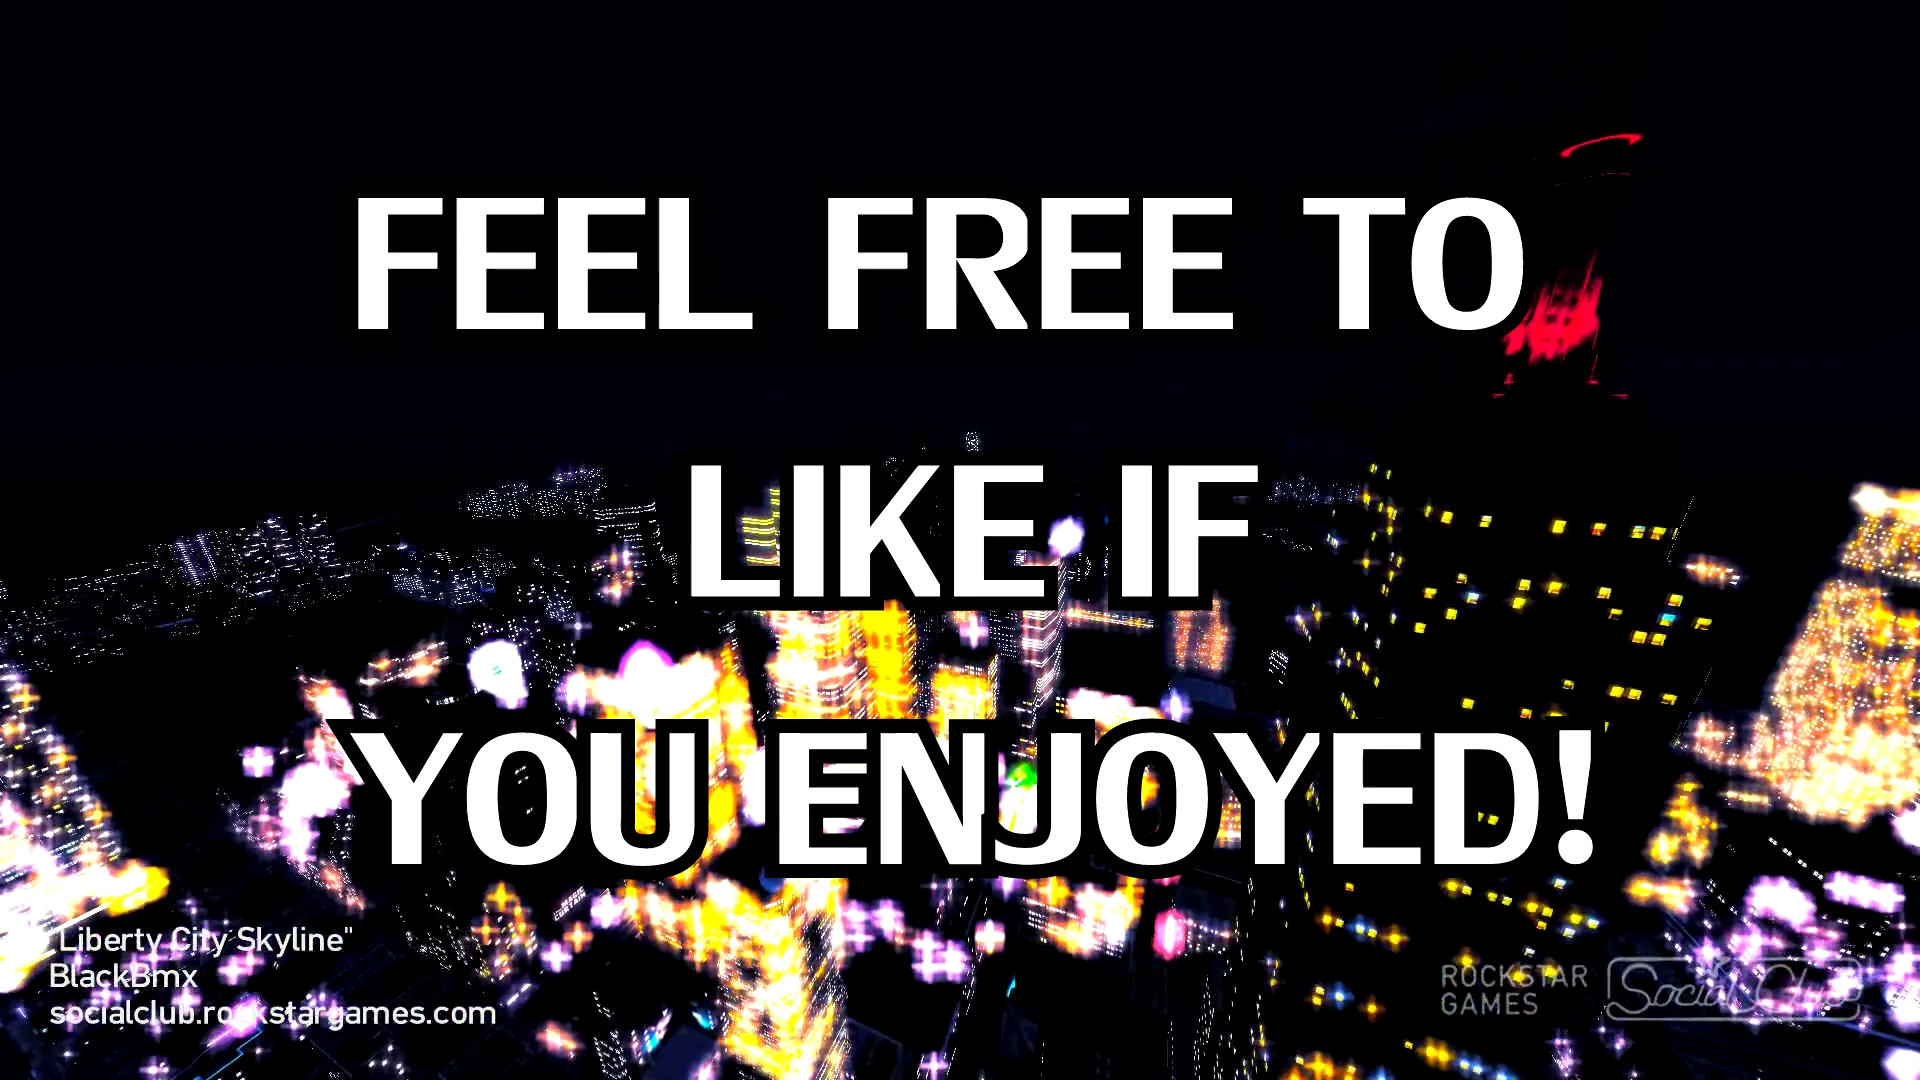 FEEL FREE TO
LIKE IF
YOU ENJOYED!
"Liberty City Skyline"
BlackBmx
socialclub.rockstargames.com
ROCKSTAR
GAMES
Social Club